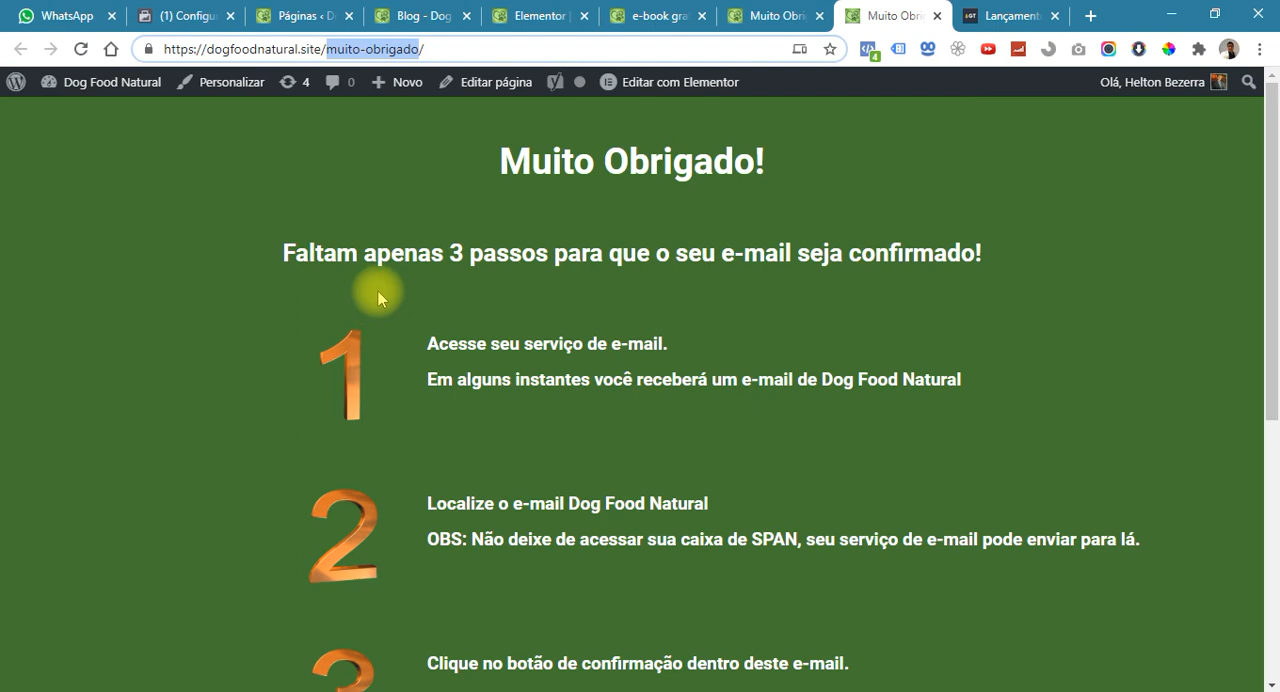 WhatsApp
(1) Configu
Páginas ‹ D
Blog - Dog
Elementor |
e-book gra
Muito Obri
Muito Obri
Lançament
https://dogfoodnatural.site/muito-obrigado/
4
Dog Food Natural
Personalizar
4
0
Novo
Editar página
Editar com Elementor
Olá, Helton Bezerra
Muito Obrigado!
Faltam apenas 3 passos para que o seu e-mail seja confirmado!
1
Acesse seu serviço de e-mail.
Em alguns instantes você receberá um e-mail de Dog Food Natural
2
Localize o e-mail Dog Food Natural
OBS: Não deixe de acessar sua caixa de SPAN, seu serviço de e-mail pode enviar para lá.
3
Clique no botão de confirmação dentro deste e-mail.